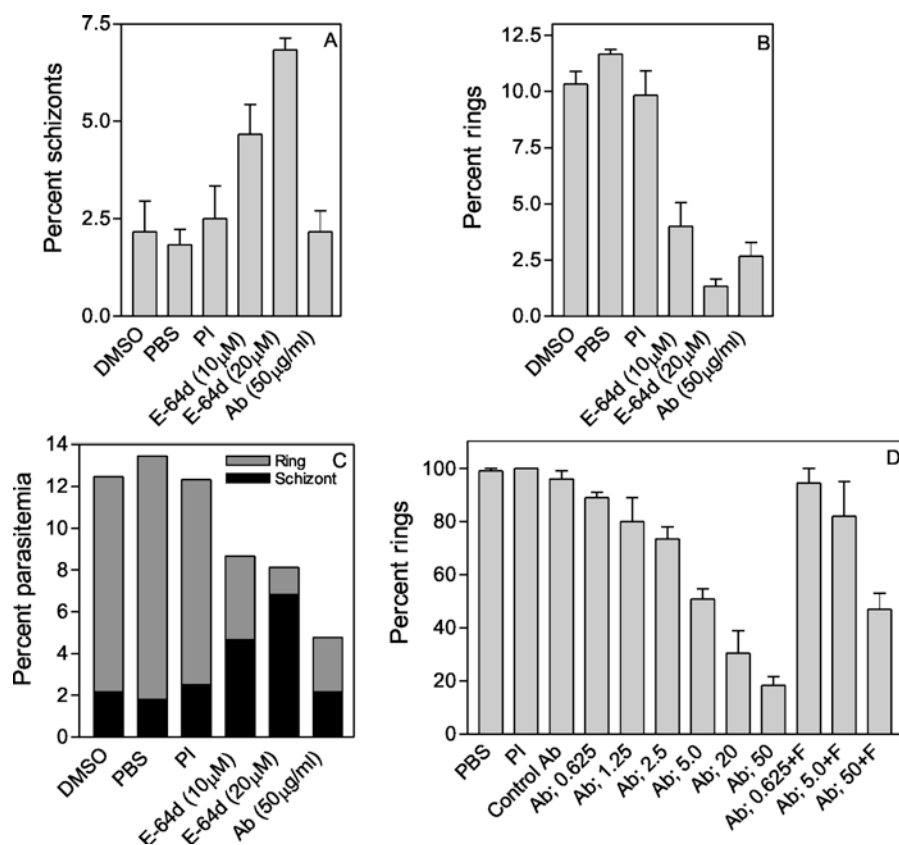 A
Percent schizonts
7.5
5.0
2.5
0.0
DMSO
PBS
PI
E-64d (10μM)
E-64d (20μM)
Ab (50μg/ml)
B
Percent rings
12.5
10.0
7.5
5.0
2.5
0.0
DMSO
PBS
PI
E-64d (10μM)
E-64d (20μM)
Ab (50μg/ml)
C
Ring
Schizont
Percent parasitemia
14
12
10
8
6
4
2
0
DMSO
PBS
PI
E-64d (10μM)
E-64d (20μM)
Ab (50μg/ml)
D
Percent rings
100
80
60
40
20
0
PBS
PI
Control Ab
Ab; 0.625
Ab; 1.25
Ab; 2.5
Ab; 5.0
Ab; 20
Ab; 50
Ab; 0.625+F
Ab; 5.0+F
Ab; 50+F